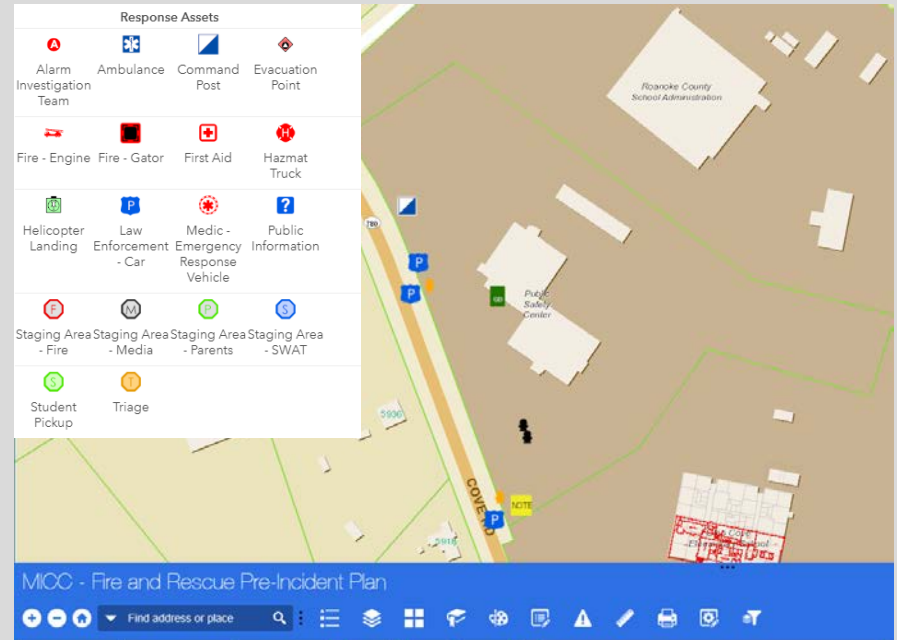 Response Assets
A
Alarm Investigation Team
Ambulance
Command Post
Evacuation Point
Fire - Engine
Fire - Gator
First Aid
H
Hazmat Truck
Helicopter Landing
P
Law Enforcement - Car
Medic - Emergency Response Vehicle
?
Public Information
F
Staging Area - Fire
M
Staging Area - Media
P
Staging Area - Parents
S
Staging Area - SWAT
S
Student Pickup
T
Triage
Roanoke County
School Administration
780
P
P
Public
Safety
Center
5936
COVE RD
NOTE
P
5918
MICC - Fire and Rescue Pre-Incident Plan
Find address or place